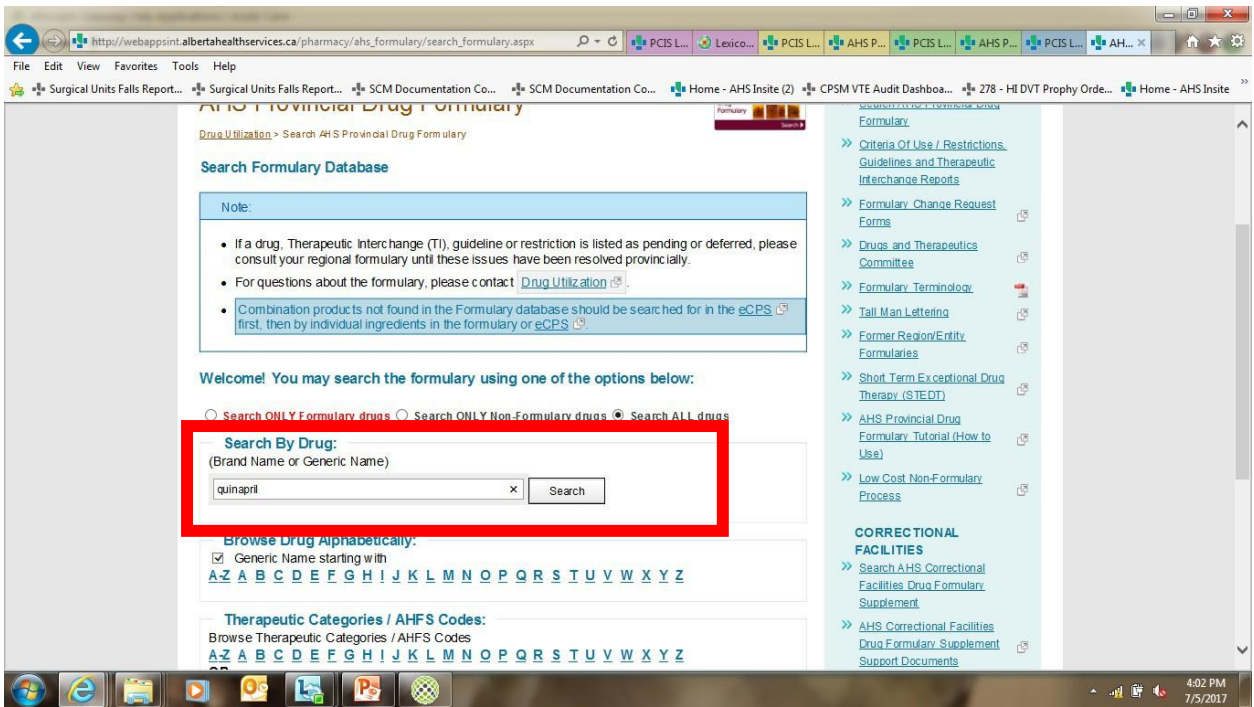 http://webappsint.albertahealthservices.ca/pharmacy/ahs_formulary/search_formulary.aspx
PCIS L... Lexico... PCIS L... AHS P... PCIS L... AHS P... PCIS L... AH...
File Edit View Favorites Tools Help
Surgical Units Falls Report... Surgical Units Falls Report... SCM Documentation Co... SCM Documentation Co... Home - AHS Insite (2) CPSM VTE Audit Dashboa... 278 - HI DVT Prophy Orde... Home - AHS Insite
AHS Provincial Drug Formulary
Formulary
Search
Drug Utilization > Search AHS Provincial Drug Formulary
Search Formulary Database
Note:
• If a drug, Therapeutic Interchange (TI), guideline or restriction is listed as pending or deferred, please
consult your regional formulary until these issues have been resolved provincially.
• For questions about the formulary, please contact Drug Utilization .
• Combination products not found in the Formulary database should be searched for in the eCPS
first, then by individual ingredients in the formulary or eCPS .
Welcome! You may search the formulary using one of the options below:
Search ONLY Formulary drugs Search ONLY Non-Formulary drugs Search ALL drugs
Search By Drug:
(Brand Name or Generic Name)
quinapril
Search
Browse Drug Alphabetically:
Generic Name starting with
A-Z A B C D E F G H I J K L M N O P Q R S T U V W X Y Z
Therapeutic Categories / AHFS Codes:
Browse Therapeutic Categories / AHFS Codes
A-Z A B C D E F G H I J K L M N O P Q R S T U V W X Y Z
OR
Search AHS Provincial Drug
Formulary
Criteria Of Use / Restrictions,
Guidelines and Therapeutic
Interchange Reports
Formulary Change Request
Forms
Drugs and Therapeutics
Committee
Formulary Terminology
Tall Man Lettering
Former Region/Entity
Formularies
Short Term Exceptional Drug
Therapy (STEDT)
AHS Provincial Drug
Formulary Tutorial (How to
Use)
Low Cost Non-Formulary
Process
CORRECTIONAL
FACILITIES
Search AHS Correctional
Facilities Drug Formulary
Supplement
AHS Correctional Facilities
Drug Formulary Supplement
Support Documents
4:02 PM
7/5/2017